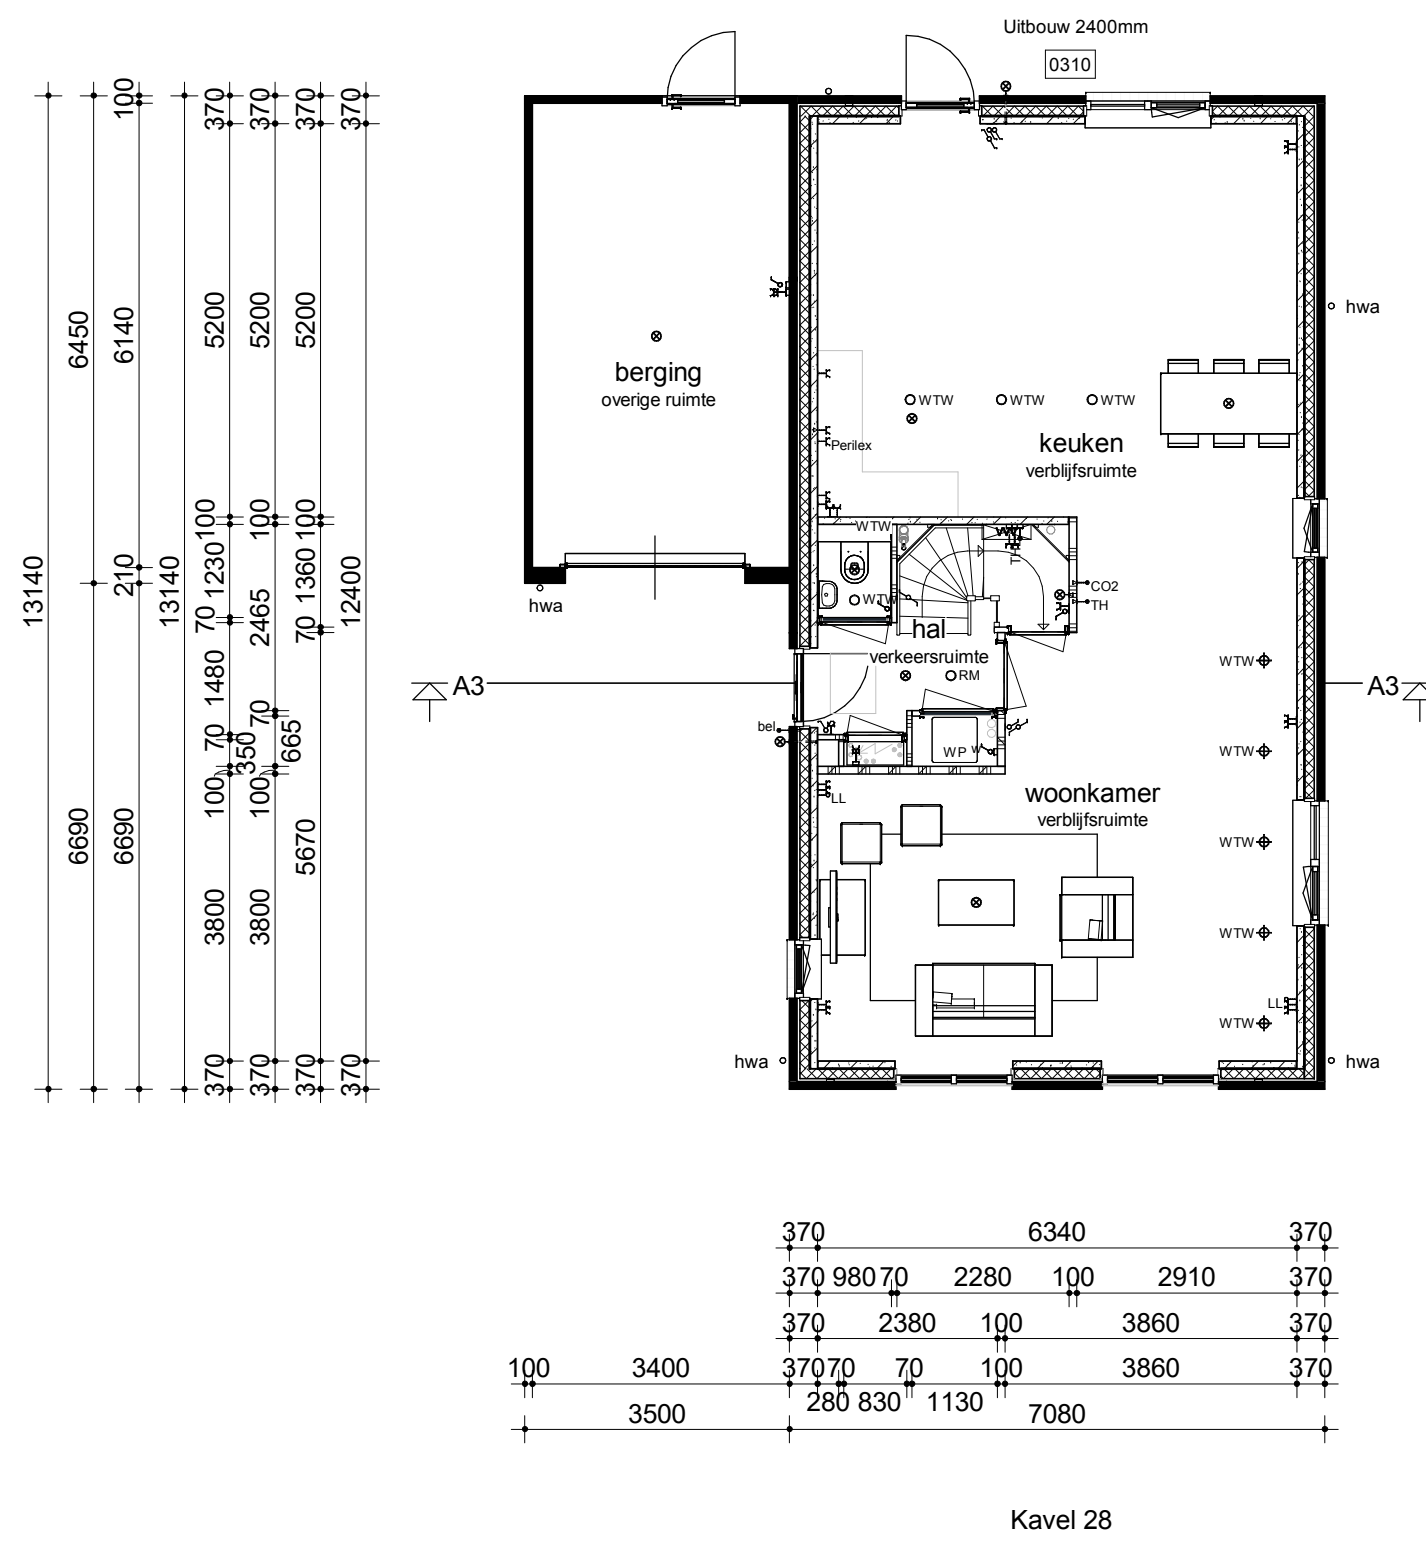 Uitbouw 2400mm
0310
100
370
370
370
370
6450
6140
5200
5200
5200
hwa
berging
overige ruimte
WTW
WTW
WTW
keuken
verblijfsruimte
Perilex
100
100
100
WTW
TH
13140
210
13140
1230
2465
1360
12400
CO2
TH
hwa
WTW
70
70
hal
verkeersruimte
RM
WTW
1480
A3
A3
70
70
350
665
bel
WP
W
WTW
100
100
LL
woonkamer
verblijfsruimte
6690
6690
5670
WTW
3800
3800
WTW
LL
WTW
hwa
hwa
370
370
370
370
370
6340
370
370
980
70
2280
100
2910
370
370
2380
100
3860
370
100
3400
370
70
70
100
3860
370
280
830
1130
3500
7080
Kavel 28